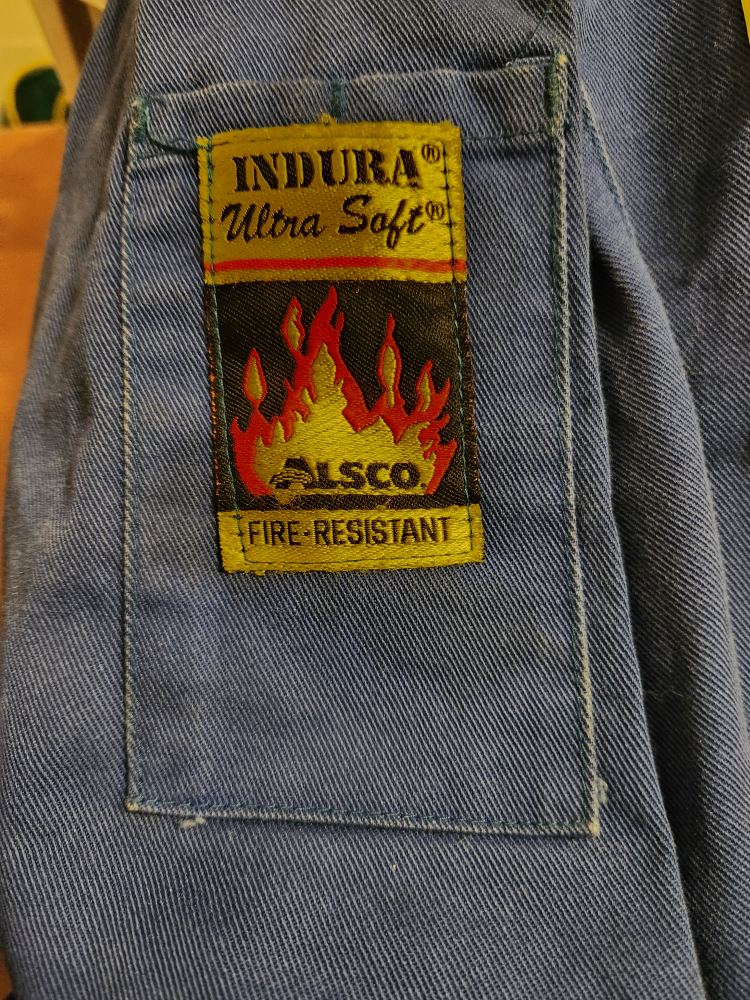 INDURA®
Ultra Soft®
ALSCO.
FIRE-RESISTANT